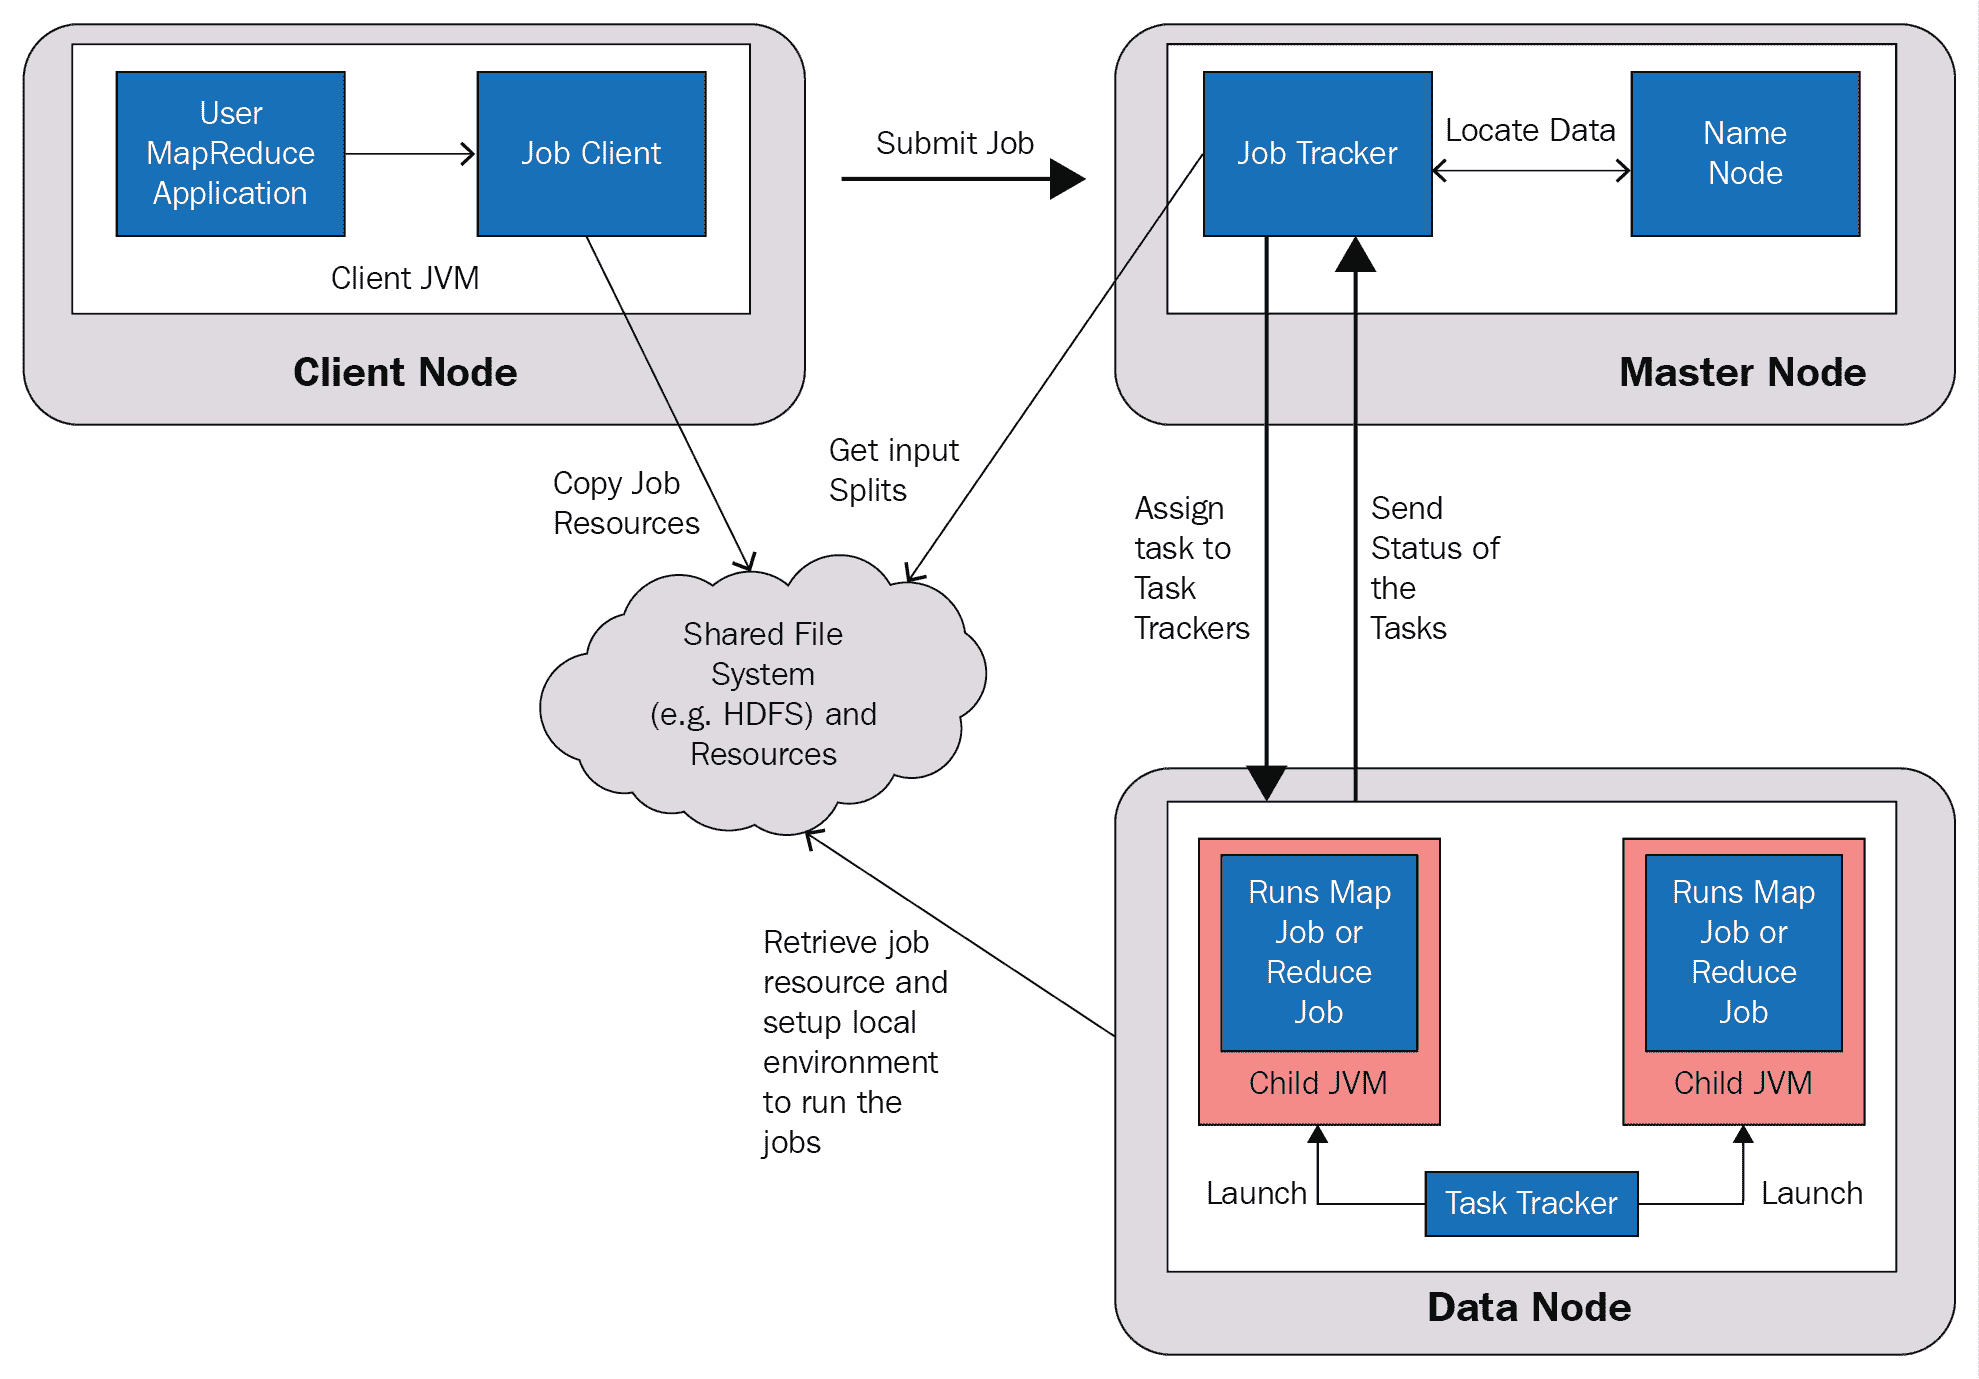 User
MapReduce
Application
Job Client
Client JVM
Client Node
Submit Job
Job Tracker
Locate Data
Name
Node
Master Node
Copy Job
Resources
Get input
Splits
Assign
task to
Task
Trackers
Send
Status of
the
Tasks
Shared File
System
(e.g. HDFS) and
Resources
Retrieve job
resource and
setup local
environment
to run the
jobs
Runs Map
Job or
Reduce
Job
Child JVM
Runs Map
Job or
Reduce
Job
Child JVM
Launch
Task Tracker
Launch
Data Node